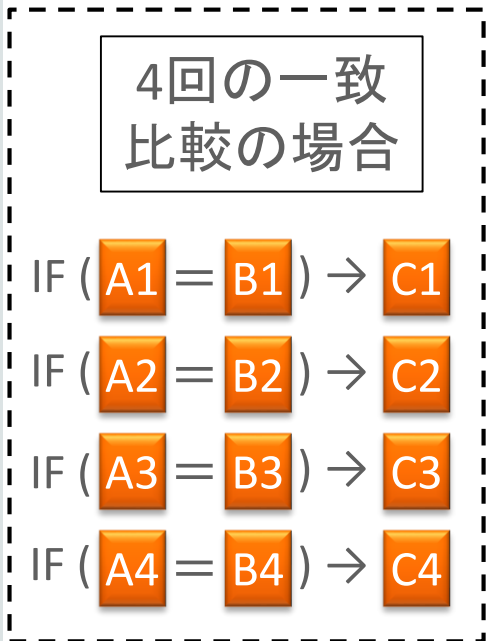 4回の一致
比較の場合
IF ( A1 = B1 ) → C1
IF ( A2 = B2 ) → C2
IF ( A3 = B3 ) → C3
IF ( A4 = B4 ) → C4